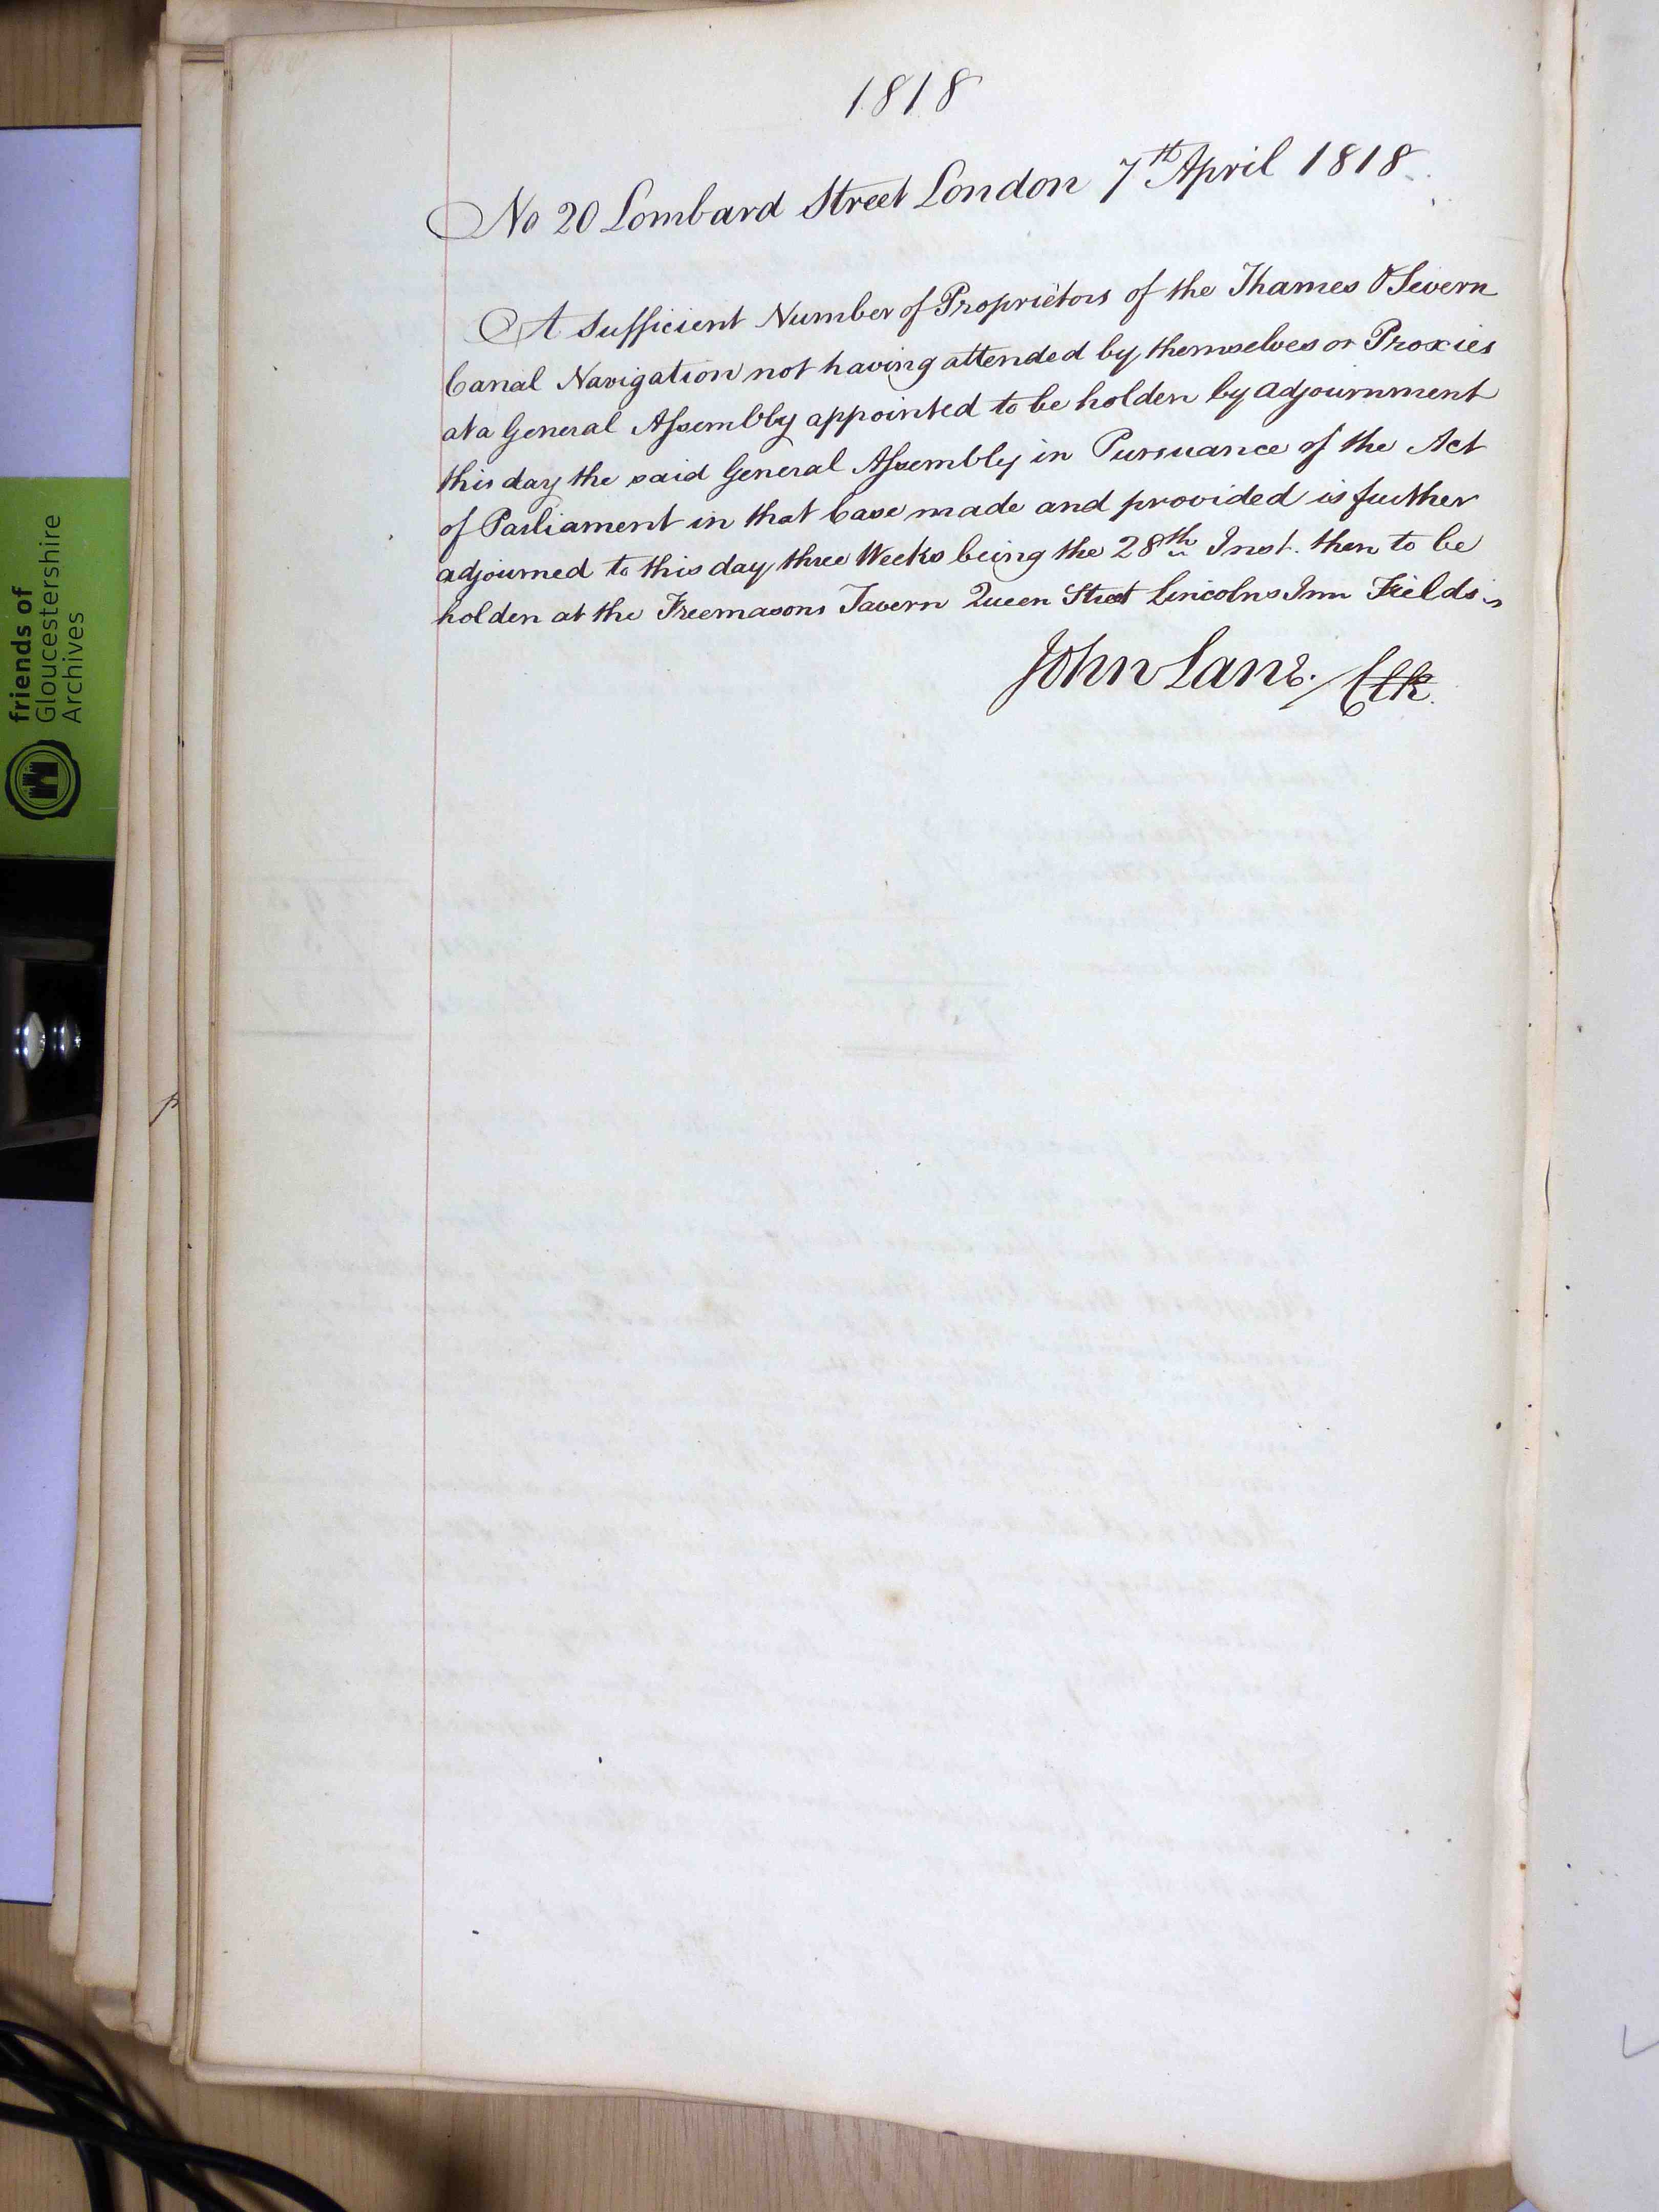 1818
No 20 Lombard Street London 7th April 1818
A sufficient Number of Proprietors of the Thames & Severn
Canal Navigation not having attended by themselves or Proxies
at a General Assembly appointed to be holden by adjournment
this day the said General Assembly in Pursuance of the Act
of Parliament in that Case made and provided is further
adjourned to this day three Weeks being the 28th Inst. then to be
holden at the Freemasons Tavern Queen Street Lincolns Inn Fields
John Lane. Clk.
friends of
Gloucestershire
Archives